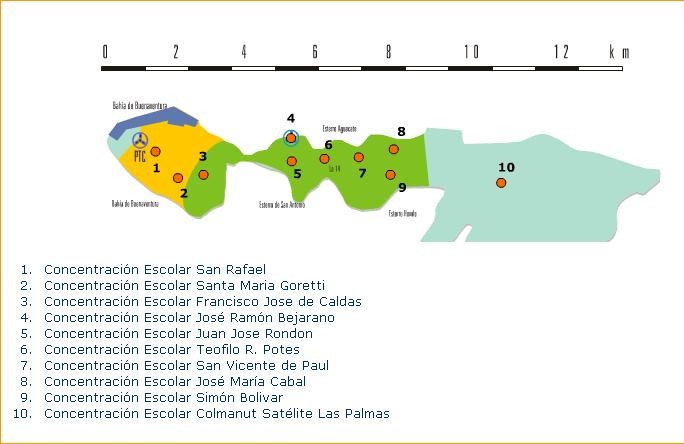 0 2 4 6 8 10 12 k m
Bahía de Buenaventura
4
Estero Aguacate
8
PTC
1
3
6
La 14
10
2
5
7
9
Bahía de Buenaventura
Estero de San Antonio
1. Concentración Escolar San Rafael
2. Concentración Escolar Santa Maria Goretti
3. Concentración Escolar Francisco Jose de Caldas
4. Concentración Escolar José Ramón Bejarano
5. Concentración Escolar Juan Jose Rondon
6. Concentración Escolar Teofilo R. Potes
7. Concentración Escolar San Vicente de Paul
8. Concentración Escolar José María Cabal
9. Concentración Escolar Simón Bolivar
10. Concentración Escolar Colmanut Satélite Las Palmas